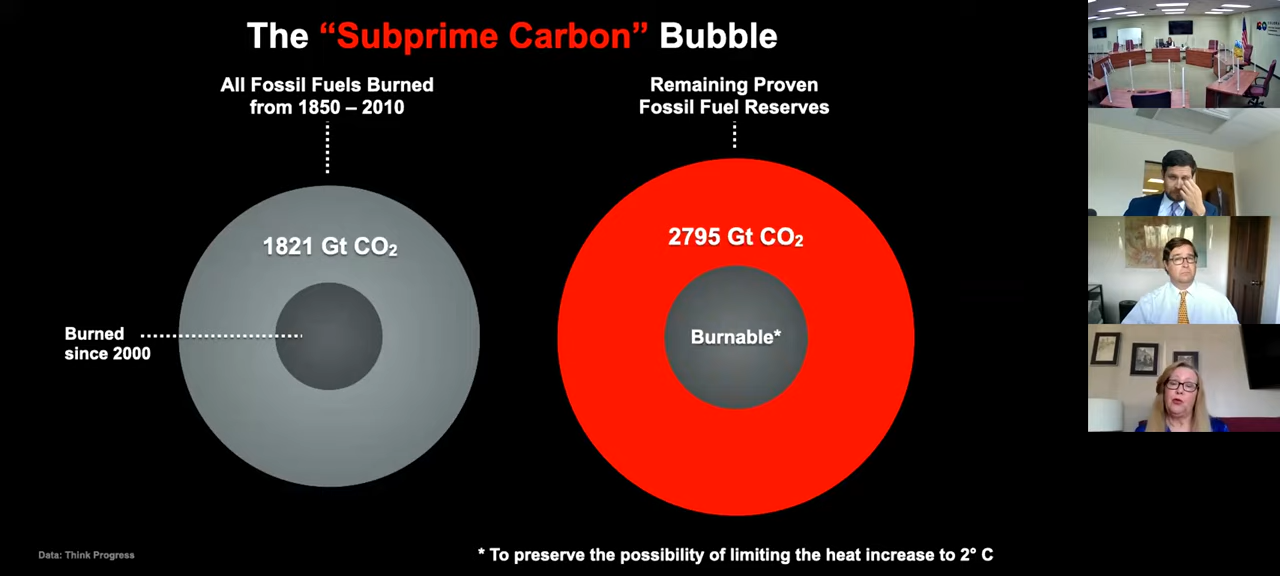 The “Subprime Carbon” Bubble
All Fossil Fuels Burned
from 1850 – 2010
Remaining Proven
Fossil Fuel Reserves
1821 Gt CO₂
2795 Gt CO₂
Burned
since 2000
Burnable*
Data: Think Progress
* To preserve the possibility of limiting the heat increase to 2° C